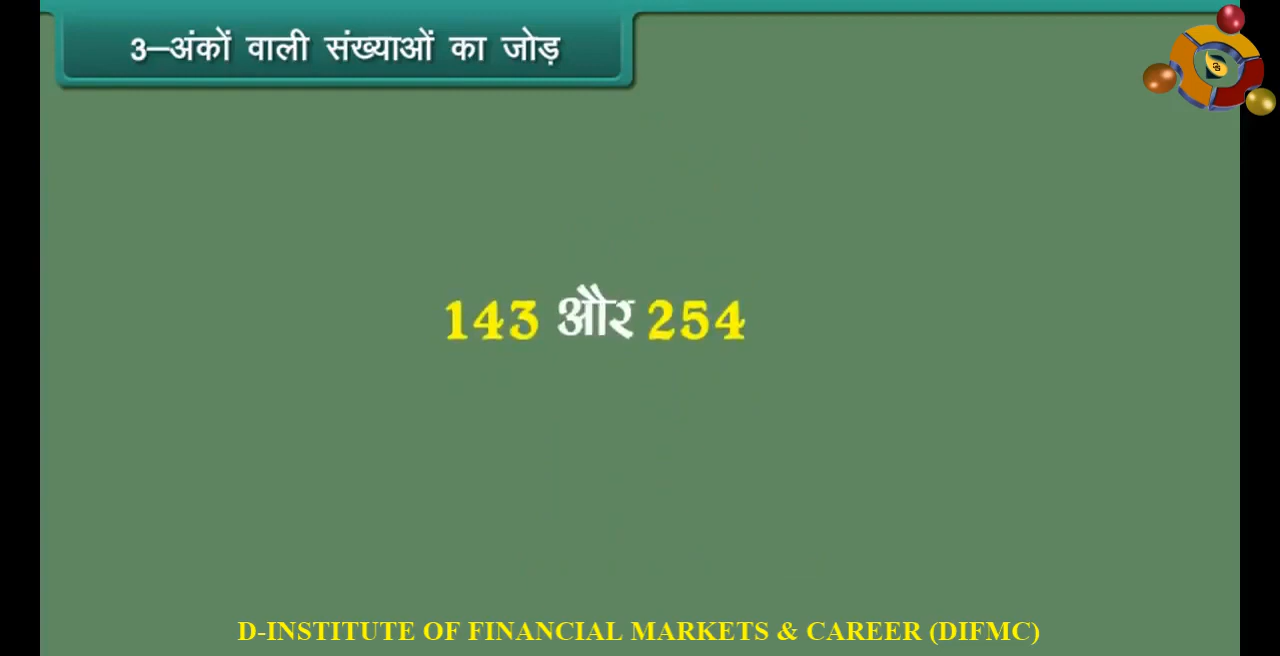 3–अंकों वाली संख्याओं का जोड़
143 और 254
D-INSTITUTE OF FINANCIAL MARKETS & CAREER (DIFMC)